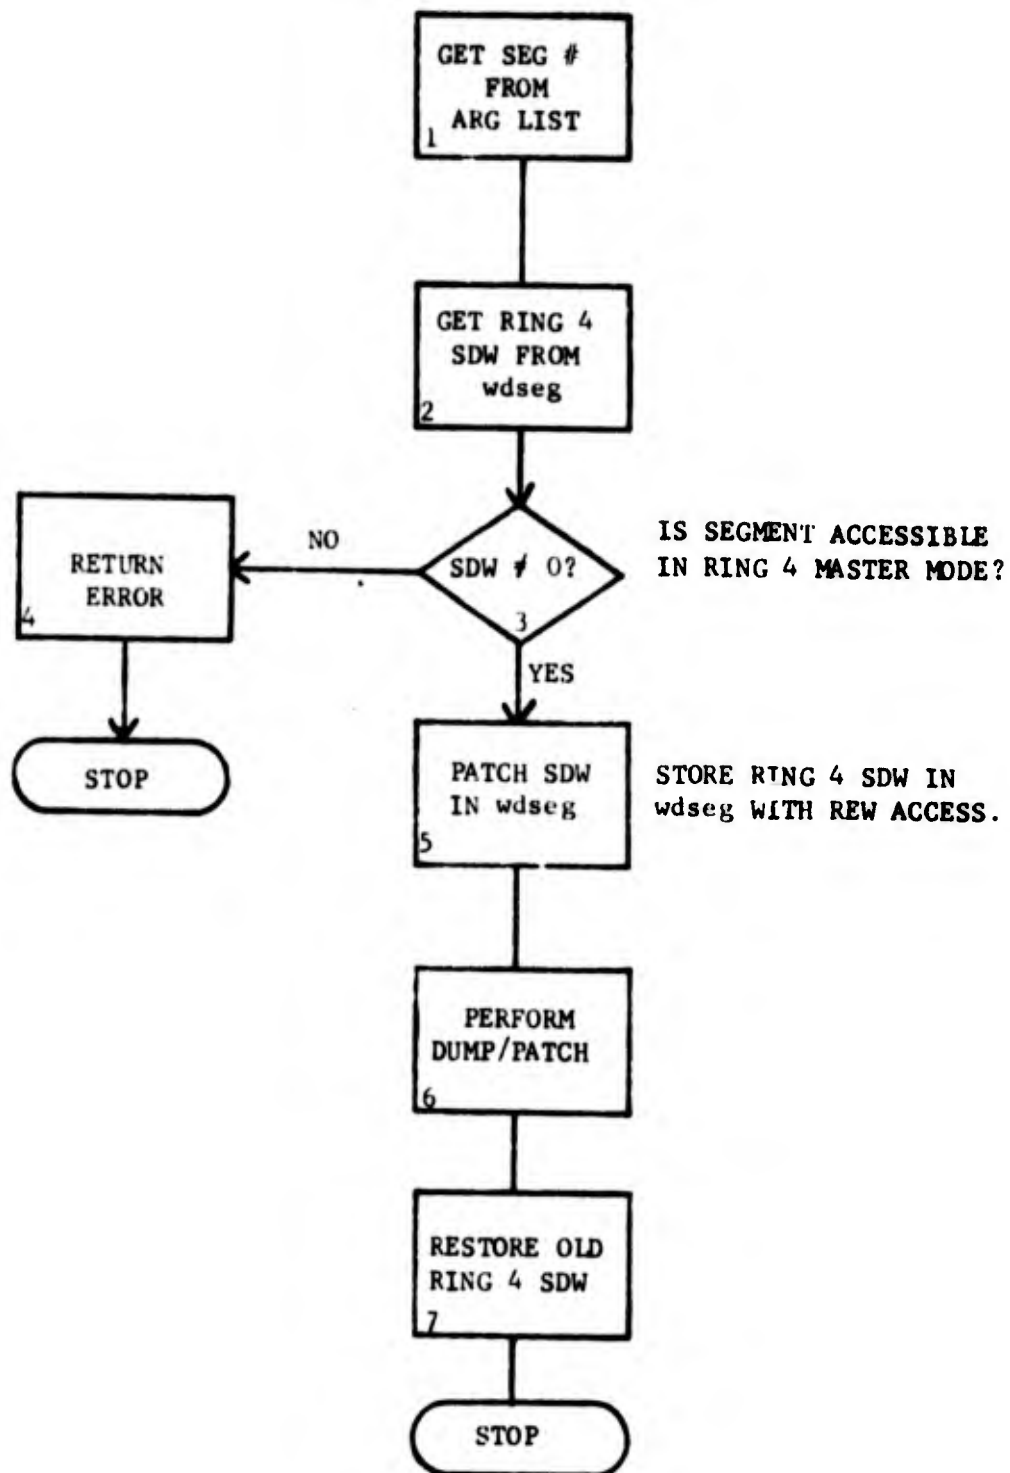 GET SEG #
FROM
ARG LIST
1
GET RING 4
SDW FROM
wdseg
2
SDW ≠ 0?
3
IS SEGMENT ACCESSIBLE
IN RING 4 MASTER MODE?
NO
RETURN
ERROR
4
STOP
YES
PATCH SDW
IN wdseg
5
STORE RING 4 SDW IN
wdseg WITH REW ACCESS.
PERFORM
DUMP/PATCH
6
RESTORE OLD
RING 4 SDW
7
STOP